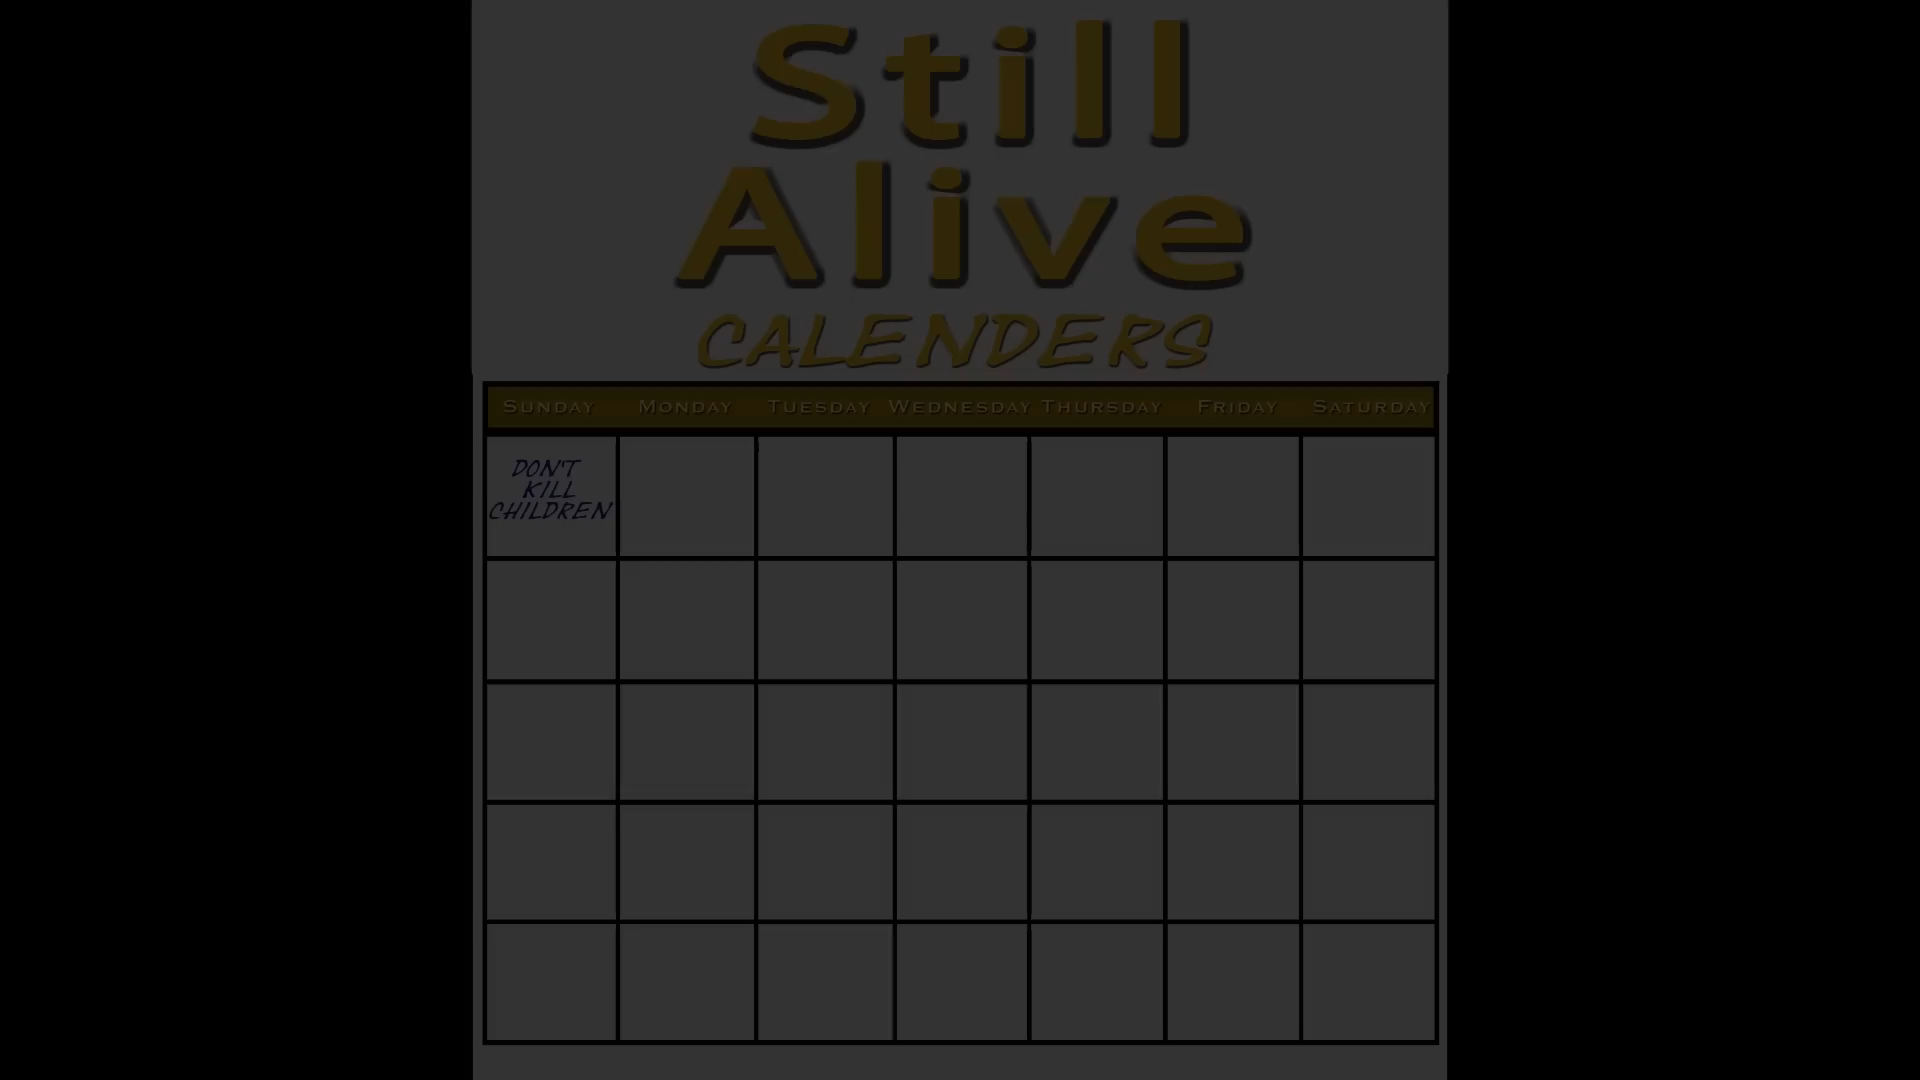 Still
Alive
CALENDERS
SUNDAY MONDAY TUESDAY WEDNESDAY THURSDAY FRIDAY SATURDAY
DON'T
KILL
CHILDREN